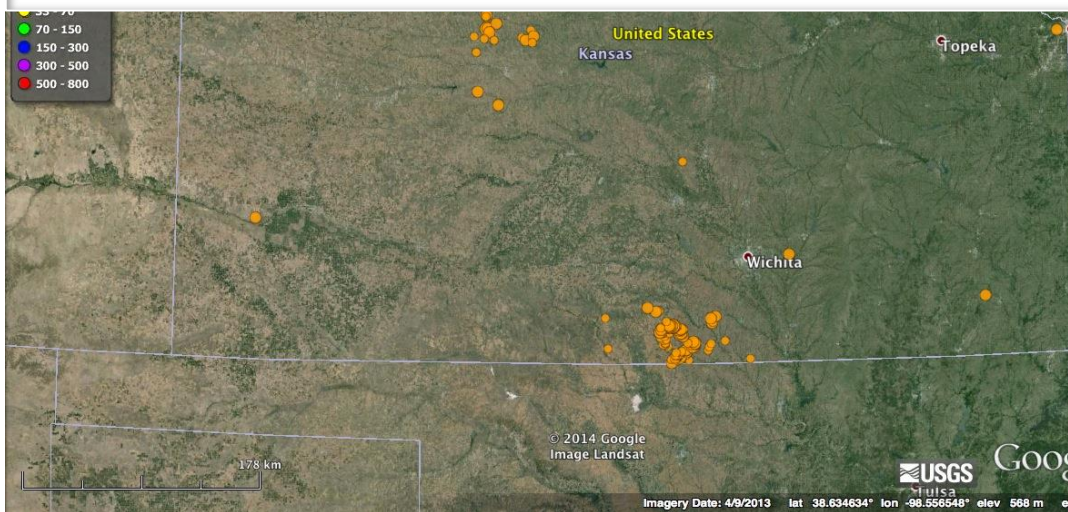 70 - 150
150 - 300
300 - 500
500 - 800
United States
Kansas
Topeka
Wichita
© 2014 Google
Image Landsat
178 km
USGS
Tulsa
Goog
Imagery Date: 4/9/2013 lat 38.634634° lon -98.556548° elev 568 m e